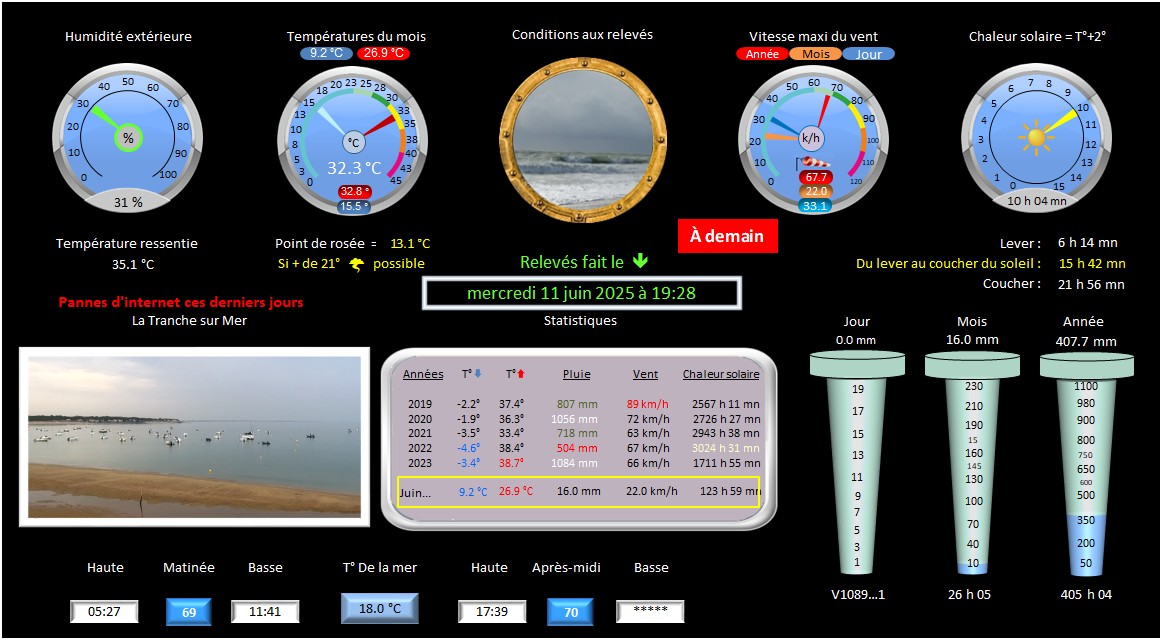 Humidité extérieure
Températures du mois
Conditions aux relevés
Vitesse maxi du vent
Chaleur solaire = T°+2°
9.2 °C 26.9 °C
Année Mois Jour
0 10 20 30 40 50 60 70 80 90 100
%
31 %
0 3 5 8 10 13 15 18 20 23 25 28 30 33 35 38 40 43 45
°C
32.3 °C
32.8 °
15.5 °
0 10 20 30 40 50 60 70 80 90 100 110 120
k/h
67.7
22.0
33.1
0 1 2 3 4 5 6 7 8 9 10 11 12 13 14 15
10 h 04 mn
Température ressentie
35.1 °C
Point de rosée = 13.1 °C
Si + de 21° possible
À demain
Relevés fait le
mercredi 11 juin 2025 à 19:28
Lever : 6 h 14 mn
Du lever au coucher du soleil : 15 h 42 mn
Coucher : 21 h 56 mn
Pannes d'internet ces derniers jours
La Tranche sur Mer
Statistiques
Années T° T° Pluie Vent Chaleur solaire
2019 -2.2° 37.4° 807 mm 89 km/h 2567 h 11 mn
2020 -1.9° 36.3° 1056 mm 72 km/h 2726 h 27 mn
2021 -3.5° 33.4° 718 mm 63 km/h 2943 h 38 mn
2022 -4.6° 38.4° 504 mm 67 km/h 3024 h 31 mn
2023 -3.4° 38.7° 1084 mm 66 km/h 1711 h 55 mn
Juin... 9.2 °C 26.9 °C 16.0 mm 22.0 km/h 123 h 59 mn
Jour
0.0 mm
19
17
15
13
11
9
7
5
3
1
V1089...1
Mois
16.0 mm
230
210
190
15
160
145
130
100
70
40
10
26 h 05
Année
407.7 mm
1100
980
900
800
750
650
600
500
350
200
50
405 h 04
Haute Matinée Basse T° De la mer Haute Après-midi Basse
05:27 69 11:41 18.0 °C 17:39 70 *****